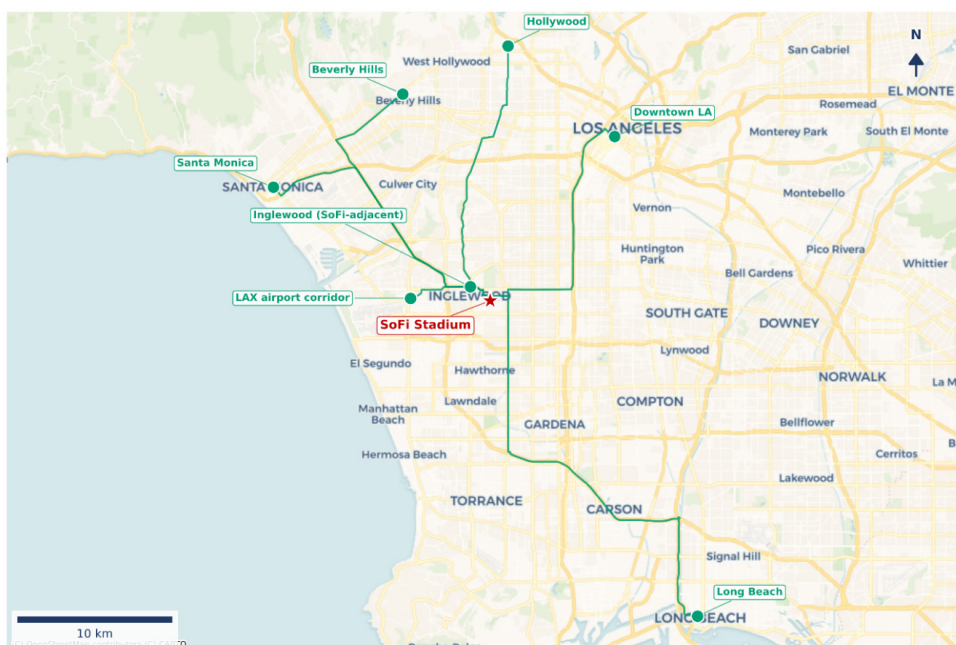 Hollywood
N
San Gabriel
West Hollywood
Beverly Hills
EL MONTE
Beverly Hills
Rosemead
Downtown LA
LOS ANGELES
Monterey Park
South El Monte
Santa Monica
SANTA MONICA
Culver City
Montebello
Inglewood (SoFi-adjacent)
Vernon
Huntington
Park
Pico Rivera
Bell Gardens
Whittier
LAX airport corridor
INGLEWOOD
SoFi Stadium
SOUTH GATE
DOWNEY
El Segundo
Lynwood
Hawthorne
NORWALK
La M
Lawndale
COMPTON
Manhattan
Beach
GARDENA
Bellflower
B
Hermosa Beach
Cerritos
Lakewood
TORRANCE
CARSON
Signal Hill
Long Beach
LONG BEACH
10 km